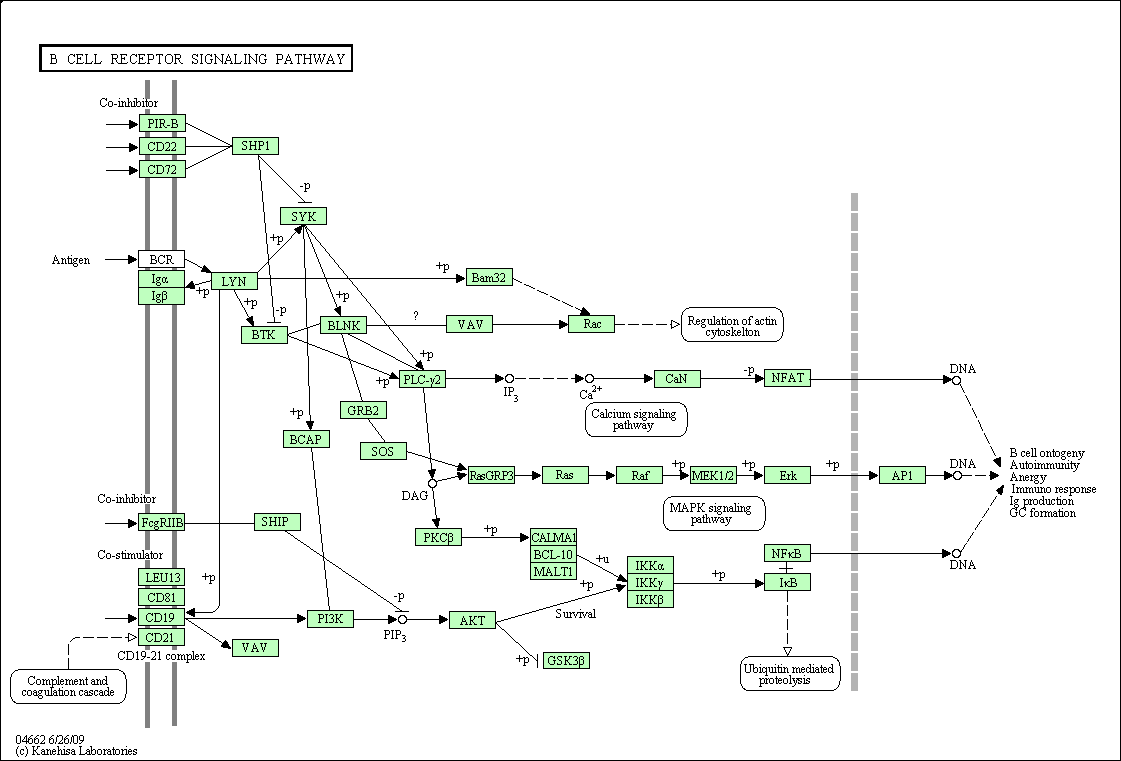 B CELL RECEPTOR SIGNALING PATHWAY
Co-inhibitor
PIR-B
CD22
SHP1
CD72
-p
SYK
+p
Antigen
BCR
Igα
LYN
+p
Bam32
Igβ
+p
+p
+p
-p
BTK
BLNK
?
VAV
Rac
Regulation of actin
cytoskelton
+p
+p
PLC-γ2
IP3
Ca2+
CaN
-p
NFAT
DNA
Calcium signaling
pathway
GRB2
+p
BCAP
SOS
RasGRP3
Ras
Raf
+p
MEK1/2
+p
Erk
+p
AP1
DNA
DAG
B cell ontogeny
Autoimmunity
Anergy
Immuno response
Ig production
GC formation
MAPK signaling
pathway
Co-inhibitor
FcgRIIB
SHIP
PKCβ
+p
CALMA1
BCL-10
MALT1
+u
+p
IKKα
IKKγ
IKKβ
+p
NFκB
IκB
DNA
Co-stimulator
LEU13
+p
CD81
CD19
CD21
CD19-21 complex
VAV
PI3K
-p
PIP3
AKT
Survival
+p
GSK3β
Complement and
coagulation cascade
Ubiquitin mediated
proteolysis
04662 6/26/09
(c) Kanehisa Laboratories